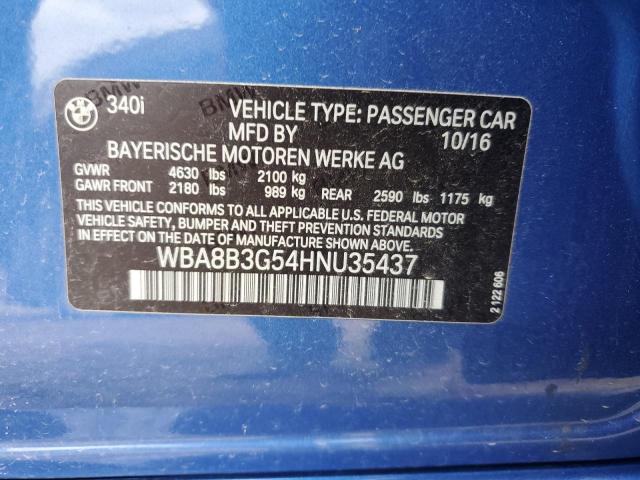 BMW 340i VEHICLE TYPE: PASSENGER CAR
MFD BY 10/16
BAYERISCHE MOTOREN WERKE AG
GVWR 4630 lbs 2100 kg
GAWR FRONT 2180 lbs 989 kg REAR 2590 lbs 1175 kg
THIS VEHICLE CONFORMS TO ALL APPLICABLE U.S. FEDERAL MOTOR
VEHICLE SAFETY, BUMPER AND THEFT PREVENTION STANDARDS
IN EFFECT ON THE DATE OF MANUFACTURE SHOWN ABOVE.
WBA8B3G54HNU35437
2 122 606